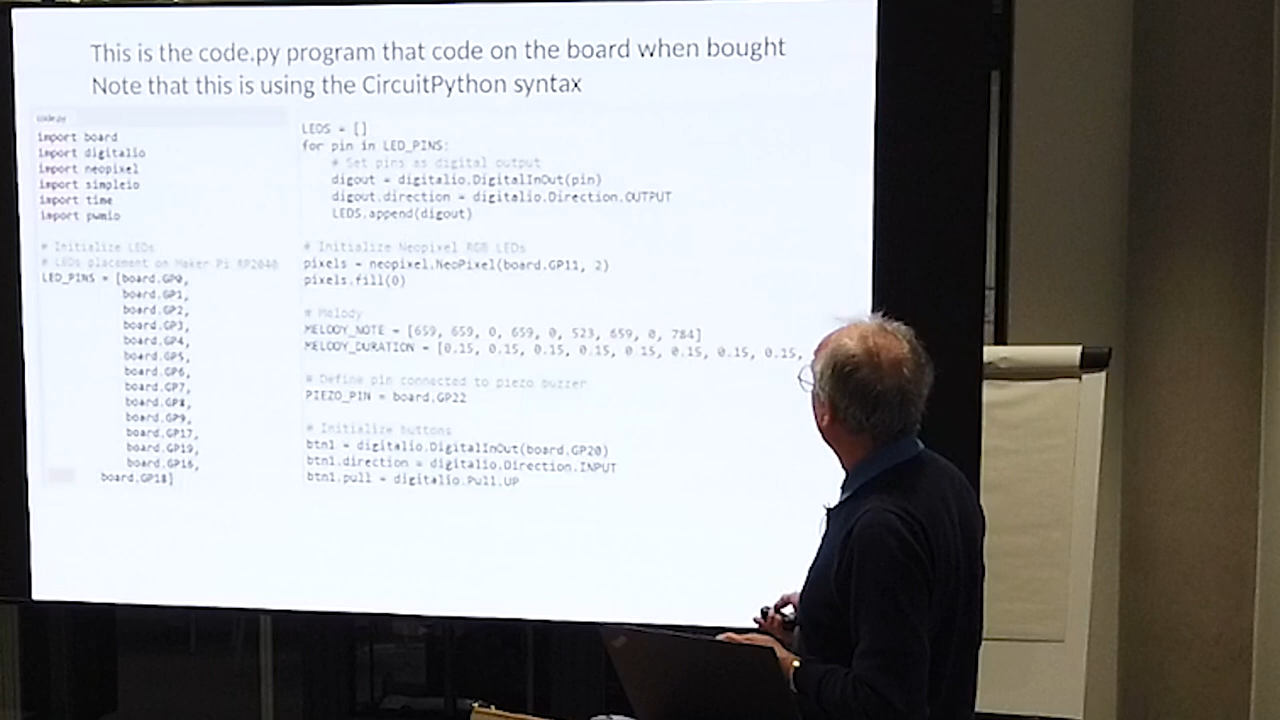 This is the code.py program that code on the board when bought
Note that this is using the CircuitPython syntax
code.py
import board
import digitalio
import neopixel
import simpleio
import time
import pwmio
# Initialize LEDs
# LEDs placement on Maker Pi RP2040
LED_PINS = [board.GP0,
board.GP1,
board.GP2,
board.GP3,
board.GP4,
board.GP5,
board.GP6,
board.GP7,
board.GP8,
board.GP9,
board.GP17,
board.GP19,
board.GP16,
board.GP18]
LEDS = []
for pin in LED_PINS:
# Set pins as digital output
digout = digitalio.DigitalInOut(pin)
digout.direction = digitalio.Direction.OUTPUT
LEDS.append(digout)
# Initialize Neopixel RGB LEDs
pixels = neopixel.NeoPixel(board.GP11, 2)
pixels.fill(0)
# Melody
MELODY_NOTE = [659, 659, 0, 659, 0, 523, 659, 0, 784]
MELODY_DURATION = [0.15, 0.15, 0.15, 0.15, 0.15, 0.15, 0.15, 0.15,
# Define pin connected to piezo buzzer
PIEZO_PIN = board.GP22
# Initialize buttons
btn1 = digitalio.DigitalInOut(board.GP20)
btn1.direction = digitalio.Direction.INPUT
btn1.pull = digitalio.Pull.UP